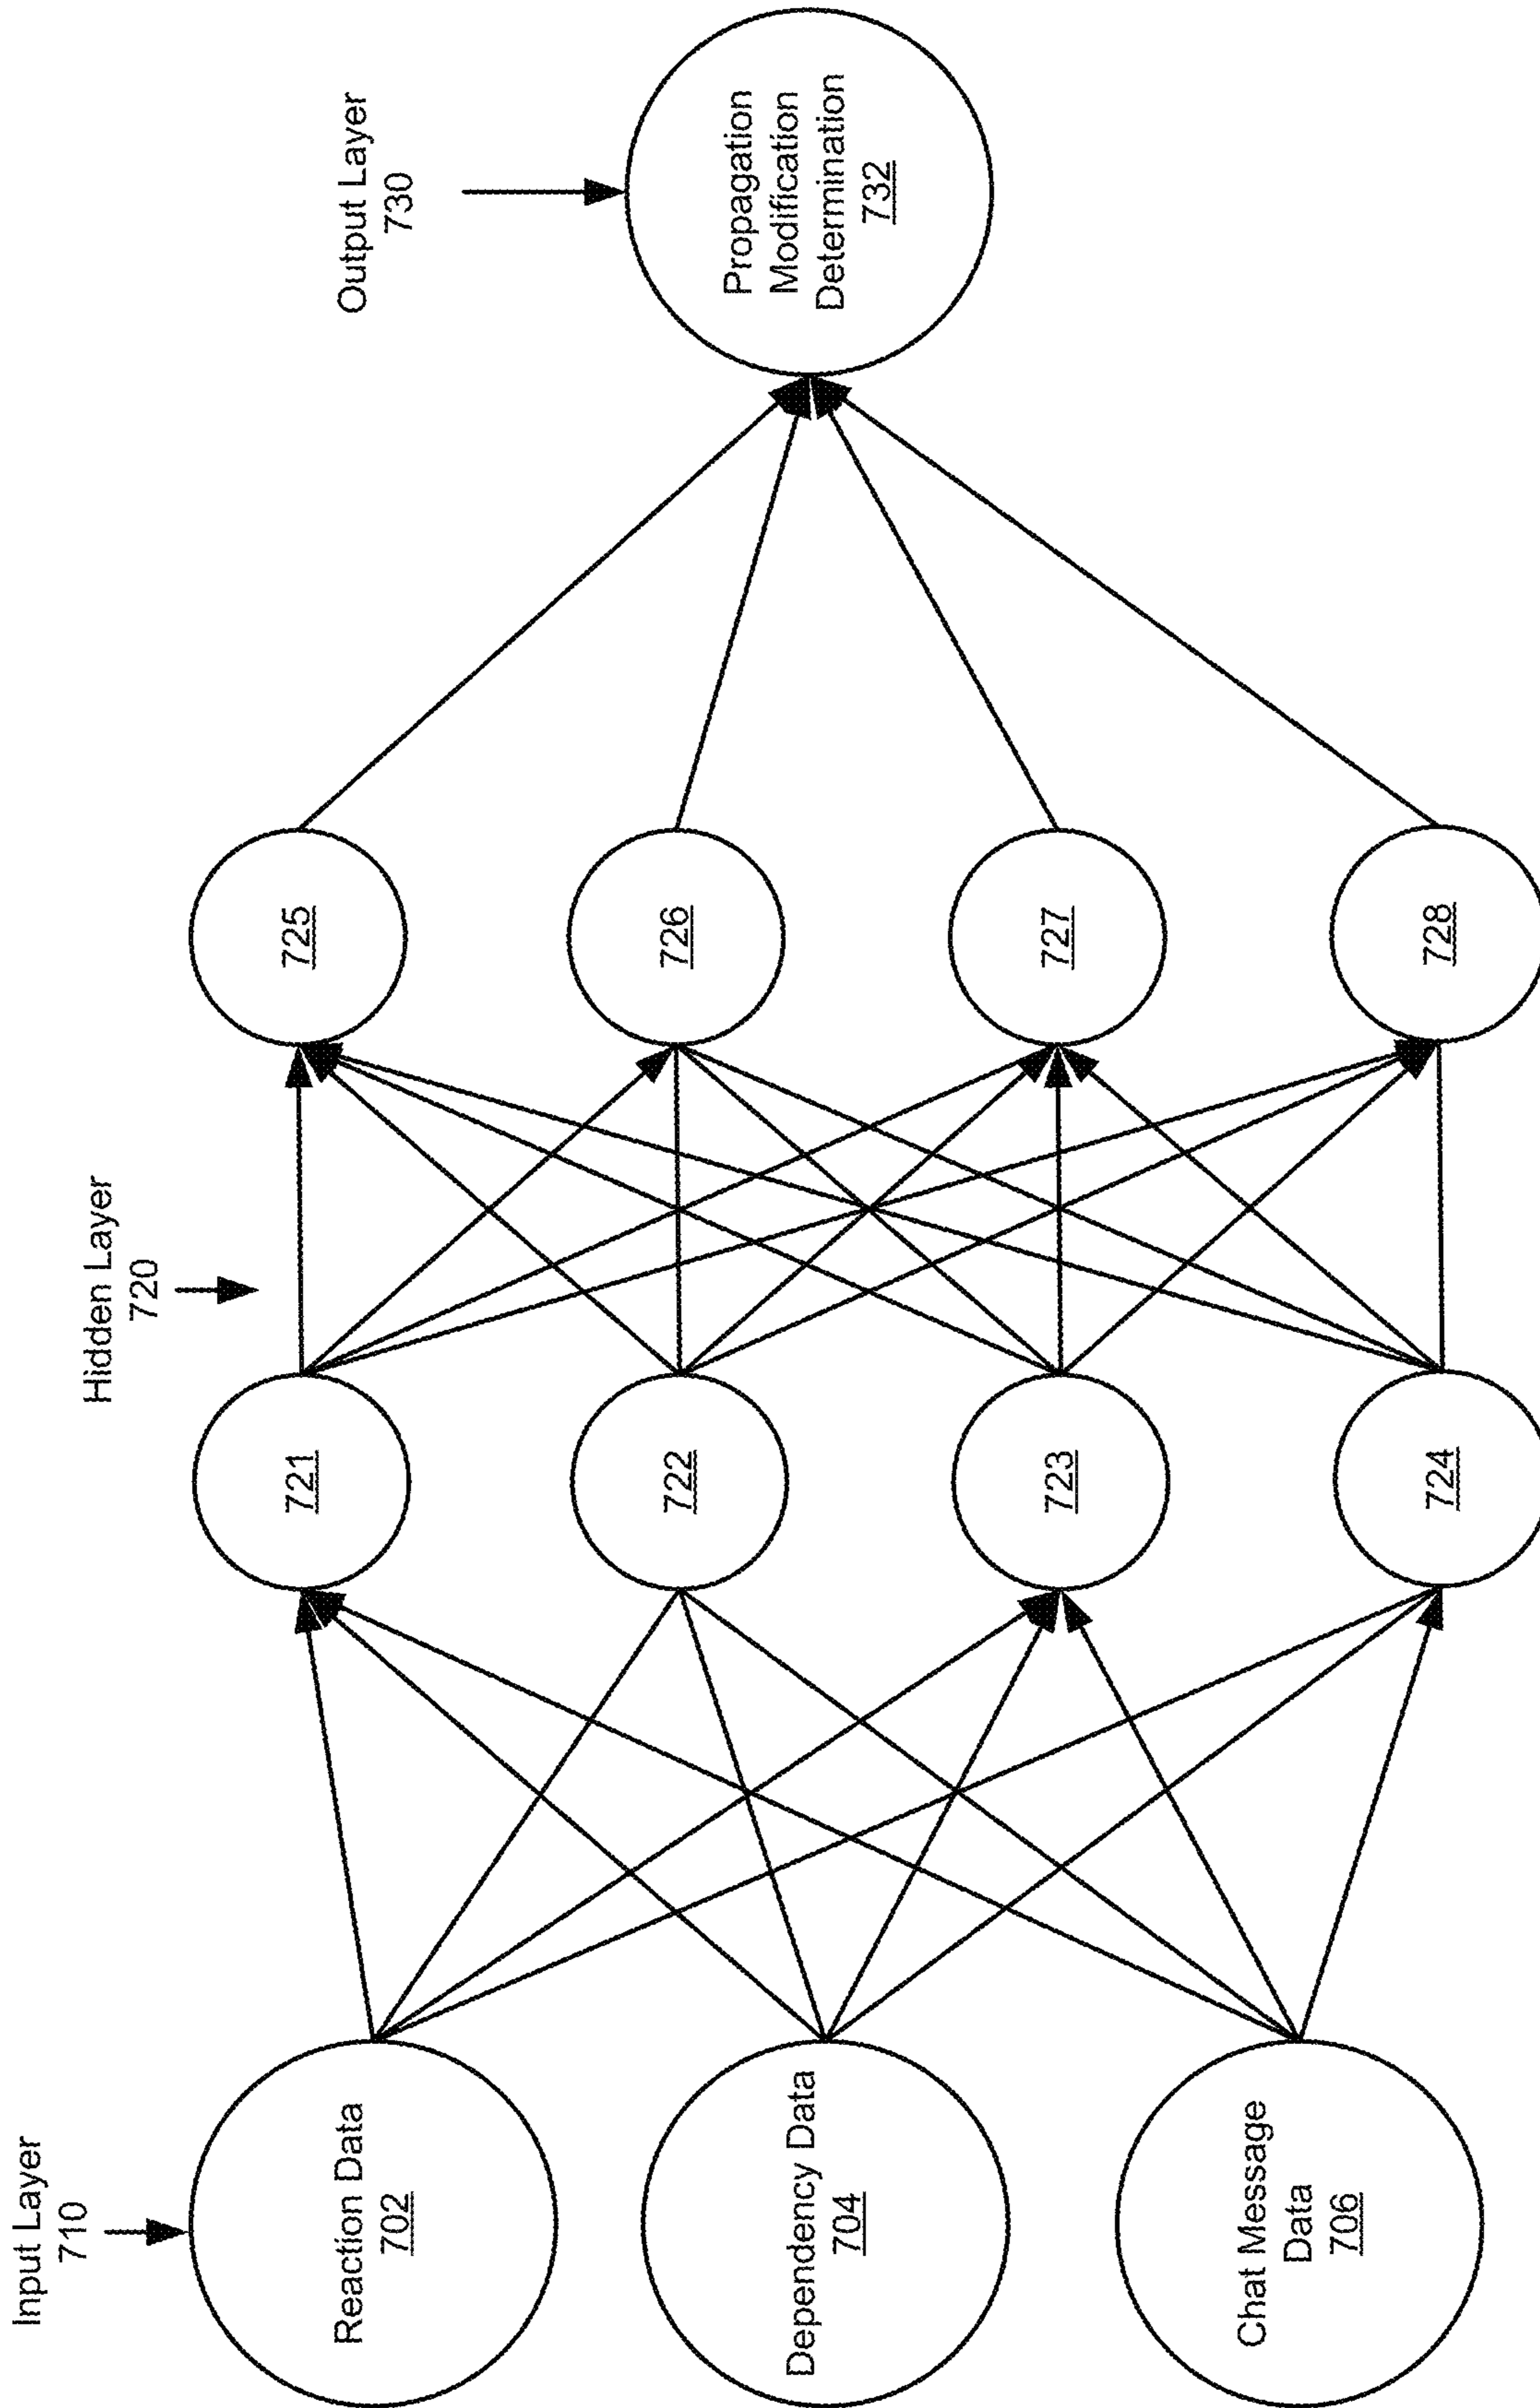 Input Layer
710
Hidden Layer
720
Output Layer
730
Reaction Data
702
Dependency Data
704
Chat Message
Data
706
721
722
723
724
725
726
727
728
Propagation
Modification
Determination
732